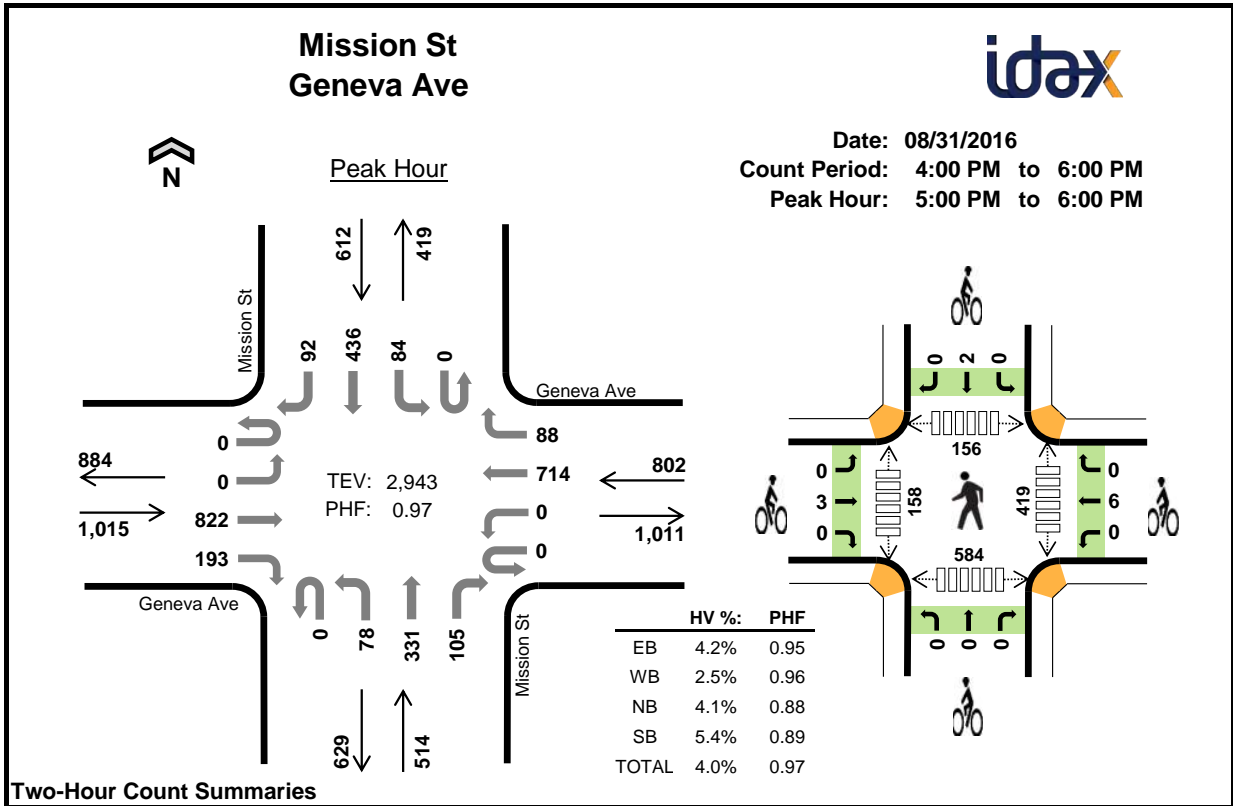 Mission St
Geneva Ave
idax
Date: 08/31/2016
Count Period: 4:00 PM to 6:00 PM
Peak Hour: 5:00 PM to 6:00 PM
N
Peak Hour
612
419
Mission St
92
436
84
0
Geneva Ave
0
0
822
193
884
1,015
TEV: 2,943
PHF: 0.97
88
714
0
0
802
1,011
Geneva Ave
0
78
331
105
Mission St
629
514
HV %: PHF
EB 4.2% 0.95
WB 2.5% 0.96
NB 4.1% 0.88
SB 5.4% 0.89
TOTAL 4.0% 0.97
0 2 0
156
0
3
0
158
419
0
6
0
584
0 0 0
Two-Hour Count Summaries